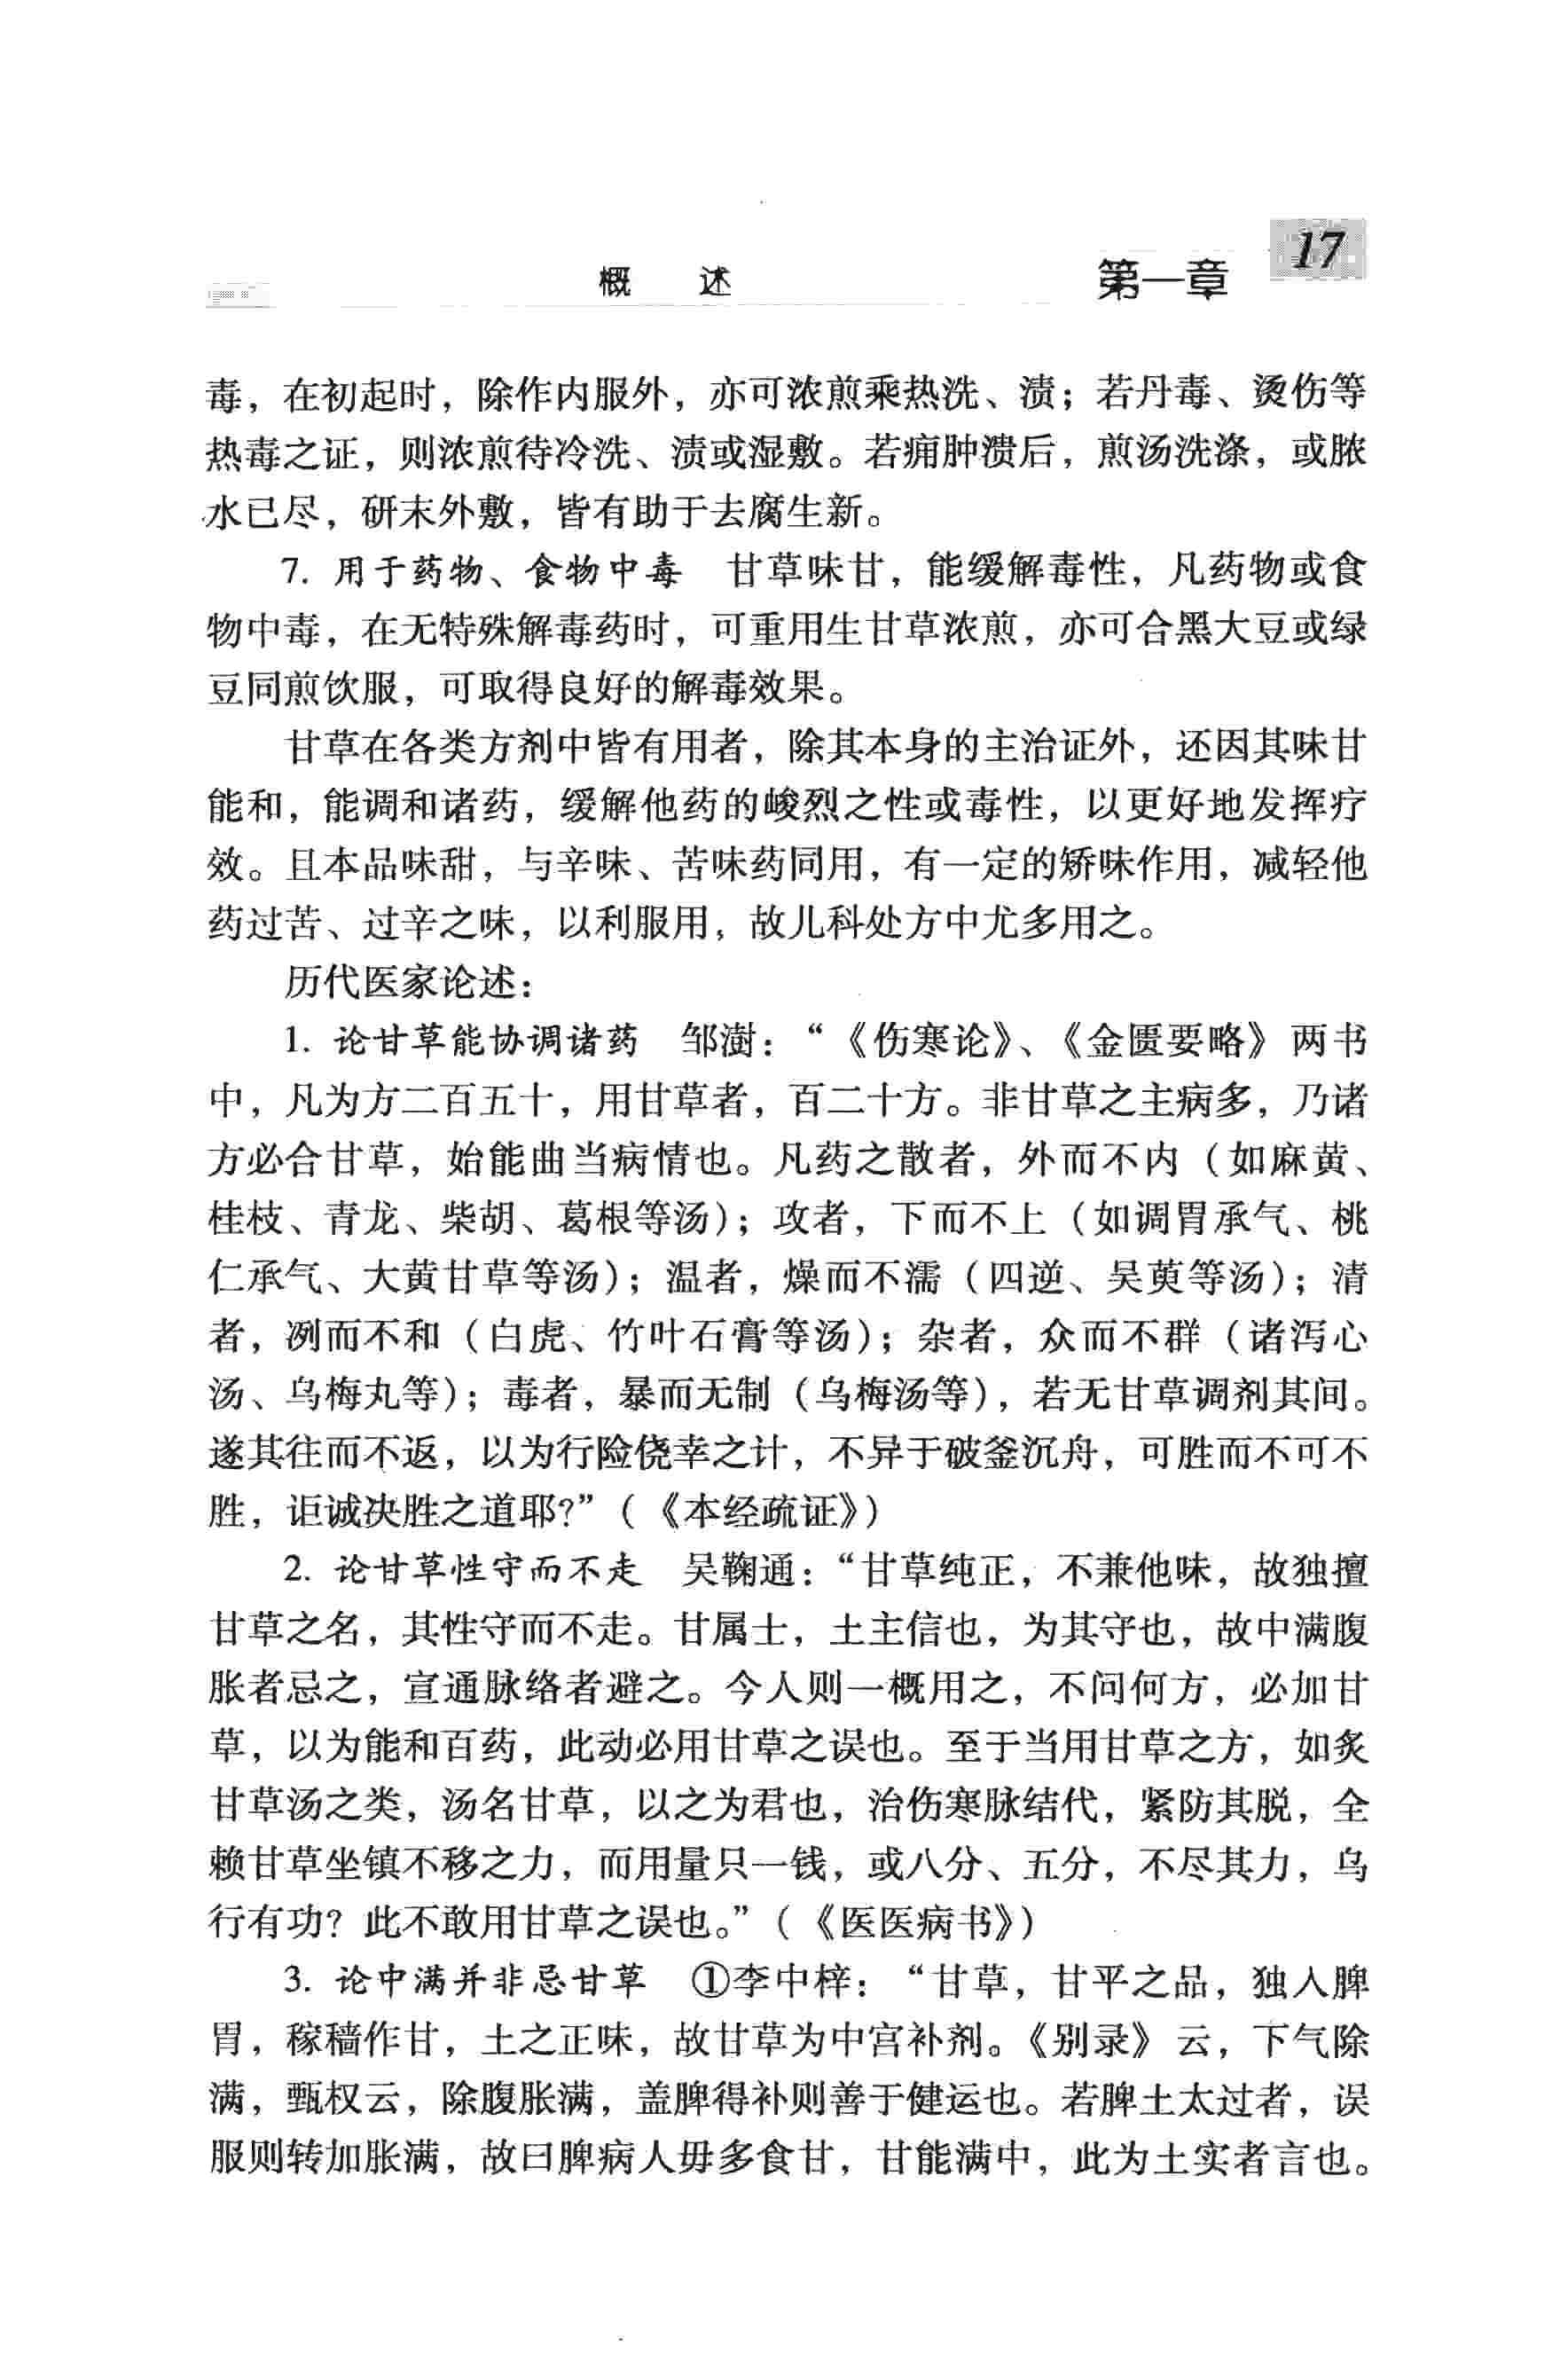 概 述 第一章 17
毒，在初起时，除作内服外，亦可浓煎乘热洗、渍；若丹毒、烫伤等
热毒之证，则浓煎待冷洗、渍或湿敷。若痈肿溃后，煎汤洗涤，或脓
水已尽，研末外敷，皆有助于去腐生新。
7. 用于药物、食物中毒 甘草味甘，能缓解毒性，凡药物或食
物中毒，在无特殊解毒药时，可重用生甘草浓煎，亦可合黑大豆或绿
豆同煎饮服，可取得良好的解毒效果。
甘草在各类方剂中皆有用者，除其本身的主治证外，还因其味甘
能和，能调和诸药，缓解他药的峻烈之性或毒性，以更好地发挥疗
效。且本品味甜，与辛味、苦味药同用，有一定的矫味作用，减轻他
药过苦、过辛之味，以利服用，故儿科处方中尤多用之。
历代医家论述：
1. 论甘草能协调诸药 邹澍：“《伤寒论》、《金匮要略》两书
中，凡为方二百五十，用甘草者，百二十方。非甘草之主病多，乃诸
方必合甘草，始能曲当病情也。凡药之散者，外而不内（如麻黄、
桂枝、青龙、柴胡、葛根等汤）；攻者，下而不上（如调胃承气、桃
仁承气、大黄甘草等汤）；温者，燥而不濡（四逆、吴萸等汤）；清
者，冽而不和（白虎、竹叶石膏等汤）；杂者，众而不群（诸泻心
汤、乌梅丸等）；毒者，暴而无制（乌梅汤等），若无甘草调剂其间。
遂其往而不返，以为行险侥幸之计，不异于破釜沉舟，可胜而不可不
胜，讵诚决胜之道耶？”（《本经疏证》）
2. 论甘草性守而不走 吴鞠通：“甘草纯正，不兼他味，故独擅
甘草之名，其性守而不走。甘属士，土主信也，为其守也，故中满腹
胀者忌之，宣通脉络者避之。今人则一概用之，不问何方，必加甘
草，以为能和百药，此动必用甘草之误也。至于当用甘草之方，如炙
甘草汤之类，汤名甘草，以之为君也，治伤寒脉结代，紧防其脱，全
赖甘草坐镇不移之力，而用量只一钱，或八分、五分，不尽其力，乌
行有功？此不敢用甘草之误也。”（《医医病书》）
3. 论中满并非忌甘草 ①李中梓：“甘草，甘平之品，独入脾
胃，稼穑作甘，土之正味，故甘草为中宫补剂。《别录》云，下气除
满，甄权云，除腹胀满，盖脾得补则善于健运也。若脾土太过者，误
服则转加胀满，故曰脾病人毋多食甘，甘能满中，此为土实者言也。